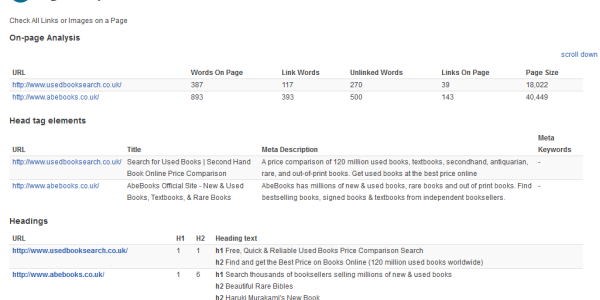 Check All Links or Images on a Page
On-page Analysis
scroll down
URL Words On Page Link Words Unlinked Words Links On Page Page Size
http://www.usedbooksearch.co.uk/ 387 117 270 39 18,022
http://www.abebooks.co.uk/ 893 393 500 143 40,449
Head tag elements
URL Title Meta Description Meta Keywords
http://www.usedbooksearch.co.uk/ Search for Used Books | Second Hand Book Online Price Comparison A price comparison of 120 million used books, textbooks, secondhand, antiquarian, rare, and out-of-print books. Get used books at the best price online -
http://www.abebooks.co.uk/ AbeBooks Official Site - New & Used Books, Textbooks, & Rare Books AbeBooks has millions of new & used books, rare books and out of print books. Find bestselling books, signed books & textbooks from independent booksellers. -
Headings
URL H1 H2 Heading text
http://www.usedbooksearch.co.uk/ 1 1 h1 Free, Quick & Reliable Used Books Price Comparison Search
h2 Find and get the Best Price on Books Online (120 million used books worldwide)
http://www.abebooks.co.uk/ 1 6 h1 Search thousands of booksellers selling millions of new & used books
h2 Beautiful Rare Bibles
h2 Haruki Murakami's New Book